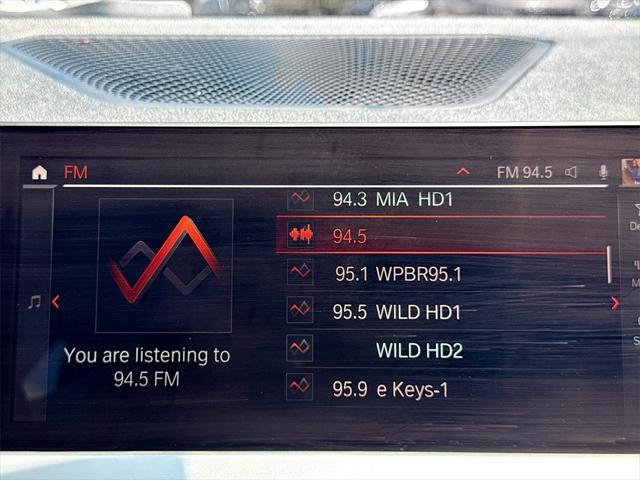 FM
FM 94.5
94.3 MIA HD1
94.5
95.1 WPBR95.1
95.5 WILD HD1
WILD HD2
95.9 e Keys-1
You are listening to
94.5 FM
De
M
S